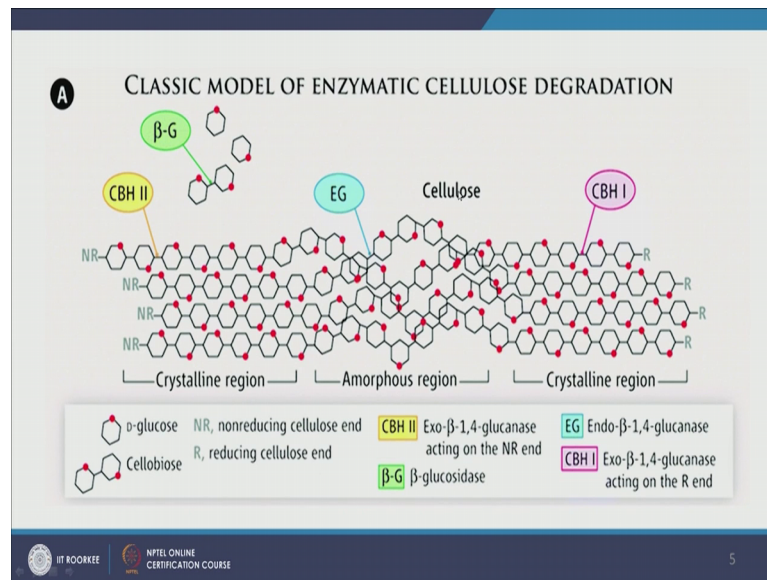 A
CLASSIC MODEL OF ENZYMATIC CELLULOSE DEGRADATION
β-G
CBH II
EG
Cellulose
CBH I
NR
R
NR
R
NR
R
NR
R
Crystalline region
Amorphous region
Crystalline region
D-glucose
Cellobiose
NR, nonreducing cellulose end
R, reducing cellulose end
CBH II Exo-β-1,4-glucanase
acting on the NR end
β-G β-glucosidase
EG Endo-β-1,4-glucanase
CBH I Exo-β-1,4-glucanase
acting on the R end
IIT ROORKEE
NPTEL ONLINE
CERTIFICATION COURSE
5